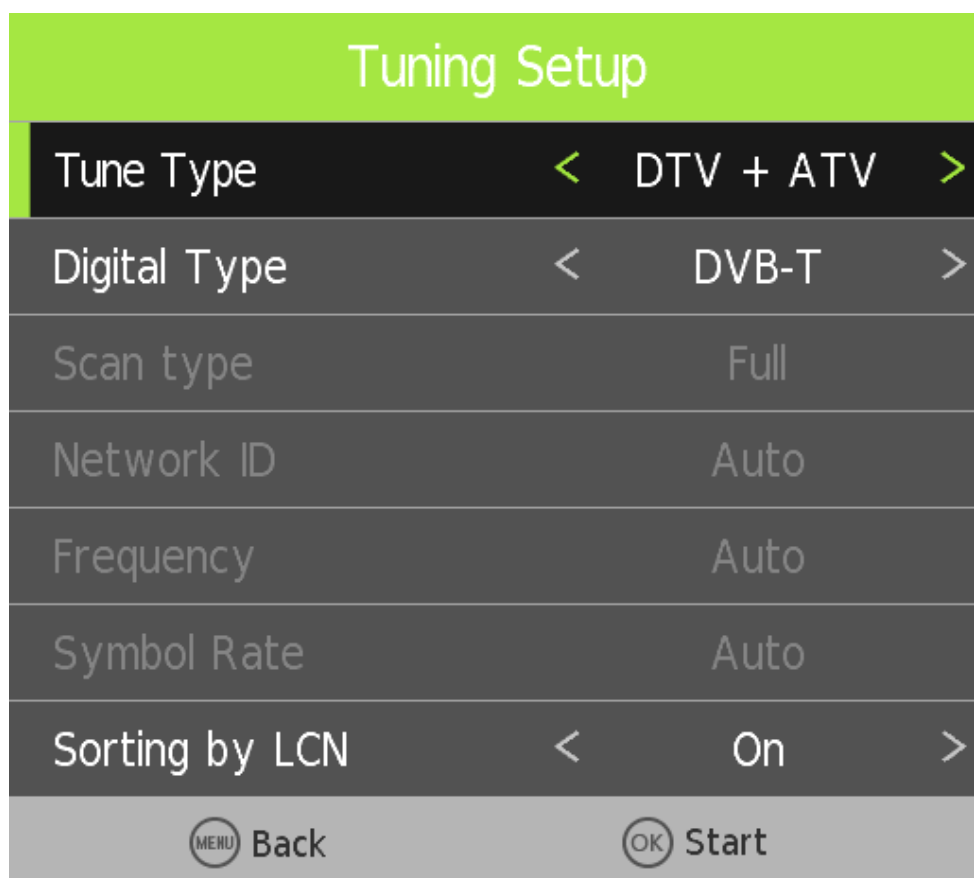 Tuning Setup
Tune Type < DTV + ATV >
Digital Type < DVB-T >
Scan type Full
Network ID Auto
Frequency Auto
Symbol Rate Auto
Sorting by LCN < On >
MENU Back OK Start